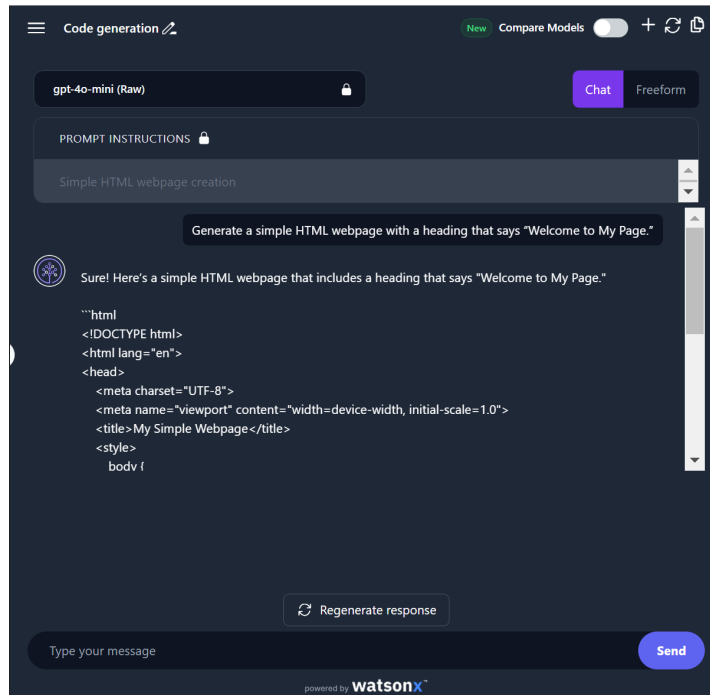 Code generation
New Compare Models
gpt-4o-mini (Raw)
Chat Freeform
PROMPT INSTRUCTIONS
Simple HTML webpage creation
Generate a simple HTML webpage with a heading that says “Welcome to My Page.”
Sure! Here's a simple HTML webpage that includes a heading that says "Welcome to My Page."
```html
<!DOCTYPE html>
<html lang="en">
<head>
<meta charset="UTF-8">
<meta name="viewport" content="width=device-width, initial-scale=1.0">
<title>My Simple Webpage</title>
<style>
body {
Regenerate response
Type your message Send
powered by watsonx™